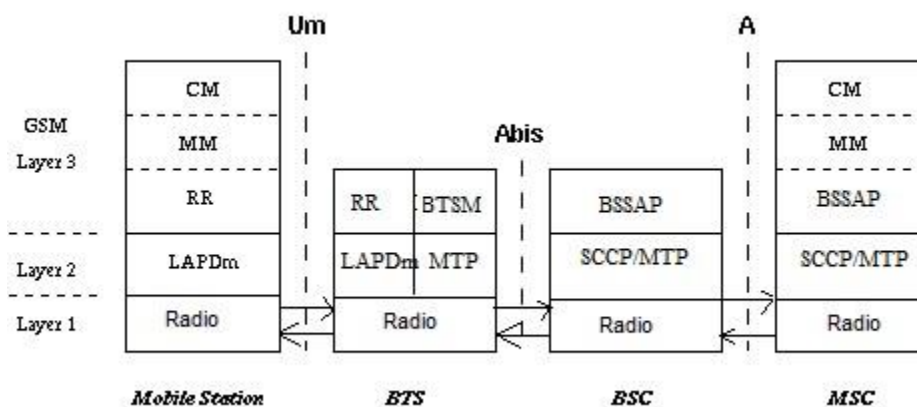 Um A
CM CM
GSM
Layer 3
MM Abis MM
RR RR BTSM BSSAP BSSAP
Layer 2 LAPDm LAPDm MTP SCCP/MTP SCCP/MTP
Layer 1 Radio Radio Radio Radio
Mobile Station BTS BSC MSC